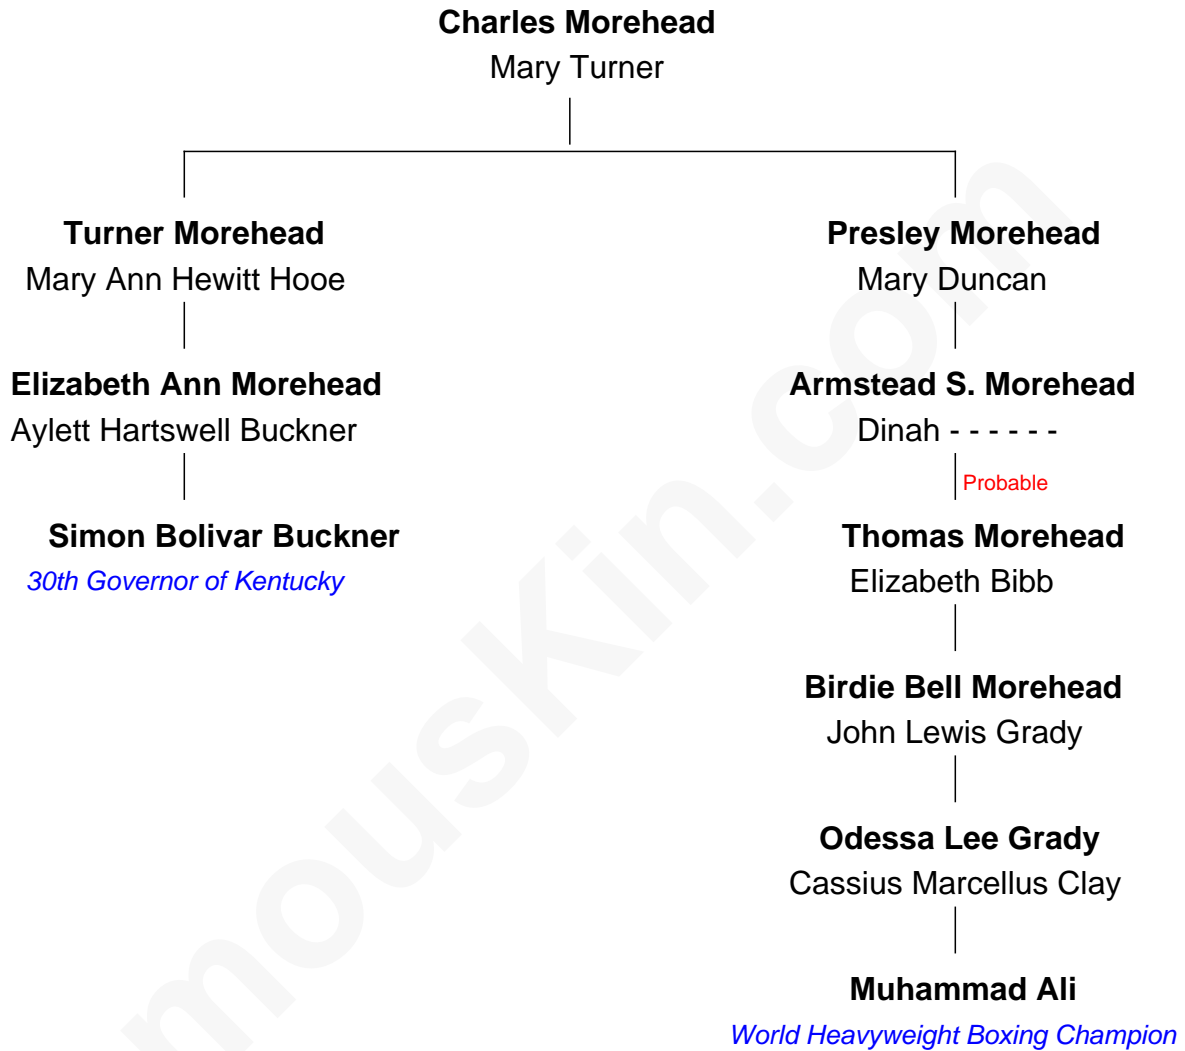 Charles Morehead
Mary Turner
Turner Morehead
Mary Ann Hewitt Hooe
Elizabeth Ann Morehead
Aylett Hartswell Buckner
Simon Bolivar Buckner
30th Governor of Kentucky
Presley Morehead
Mary Duncan
Armstead S. Morehead
Dinah - - - - - -
Probable
Thomas Morehead
Elizabeth Bibb
Birdie Bell Morehead
John Lewis Grady
Odessa Lee Grady
Cassius Marcellus Clay
Muhammad Ali
World Heavyweight Boxing Champion
mousKin.com